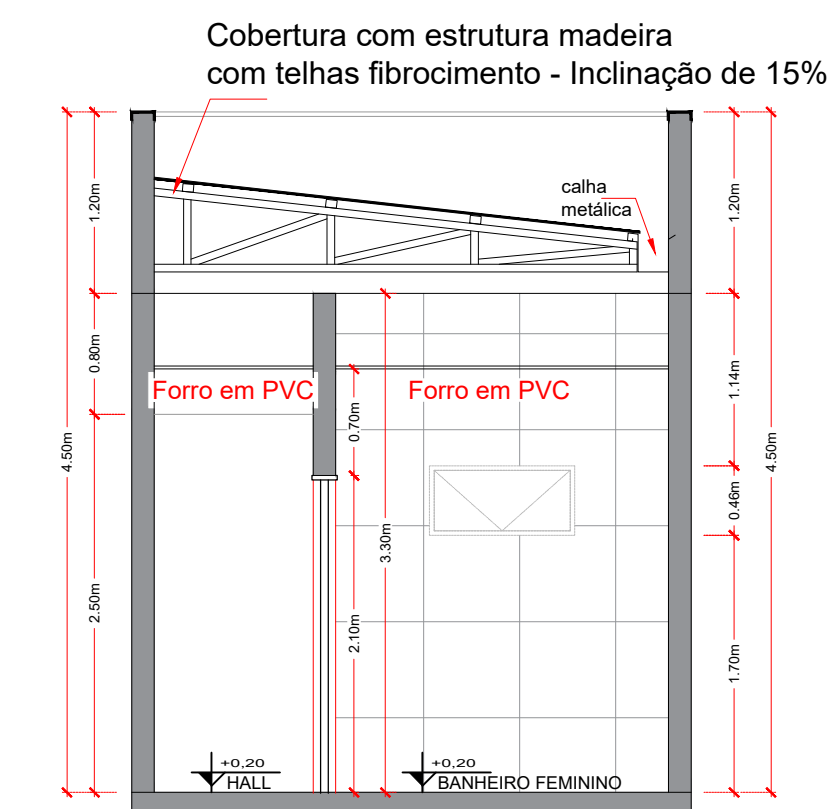 Cobertura com estrutura madeira
com telhas fibrocimento - Inclinação de 15%
calha
metálica
1.20m
1.20m
0.80m
1.14m
Forro em PVC
Forro em PVC
0.70m
4.50m
4.50m
0.46m
3.30m
2.50m
2.10m
1.70m
+0,20
HALL
+0,20
BANHEIRO FEMININO